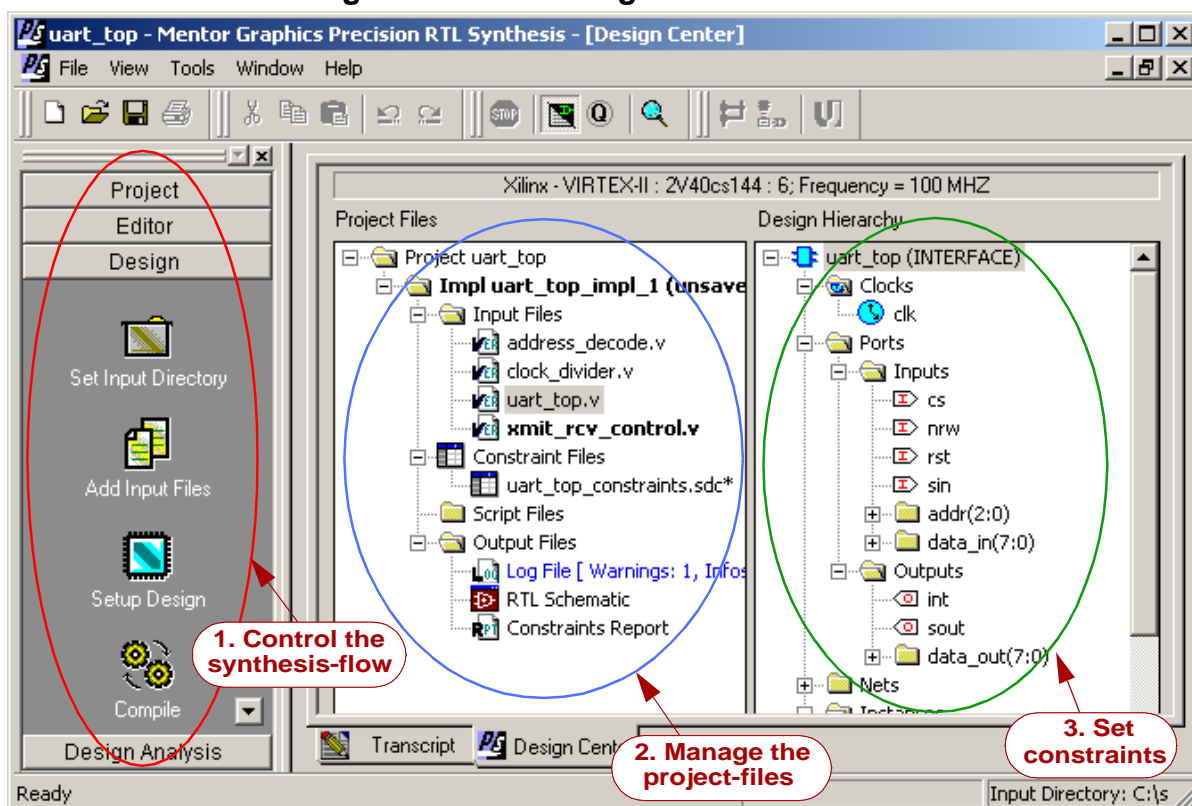 uart_top - Mentor Graphics Precision RTL Synthesis - [Design Center]
File View Tools Window Help
STOP Q
Project
Editor
Design
Set Input Directory
Add Input Files
Setup Design
Compile
Design Analysis
Xilinx - VIRTEX-II : 2V40cs144 : 6; Frequency = 100 MHZ
Project Files
Project uart_top
Impl uart_top_impl_1 (unsave
Input Files
address_decode.v
clock_divider.v
uart_top.v
xmit_rcv_control.v
Constraint Files
uart_top_constraints.sdc*
Script Files
Output Files
Log File [ Warnings: 1, Infos
RTL Schematic
Constraints Report
Design Hierarchy
uart_top (INTERFACE)
Clocks
clk
Ports
Inputs
cs
nrw
rst
sin
addr(2:0)
data_in(7:0)
Outputs
int
sout
data_out(7:0)
Nets
Instances
1. Control the
synthesis-flow
2. Manage the
project-files
3. Set
constraints
Transcript
Design Cent
Ready
Input Directory: C:\s